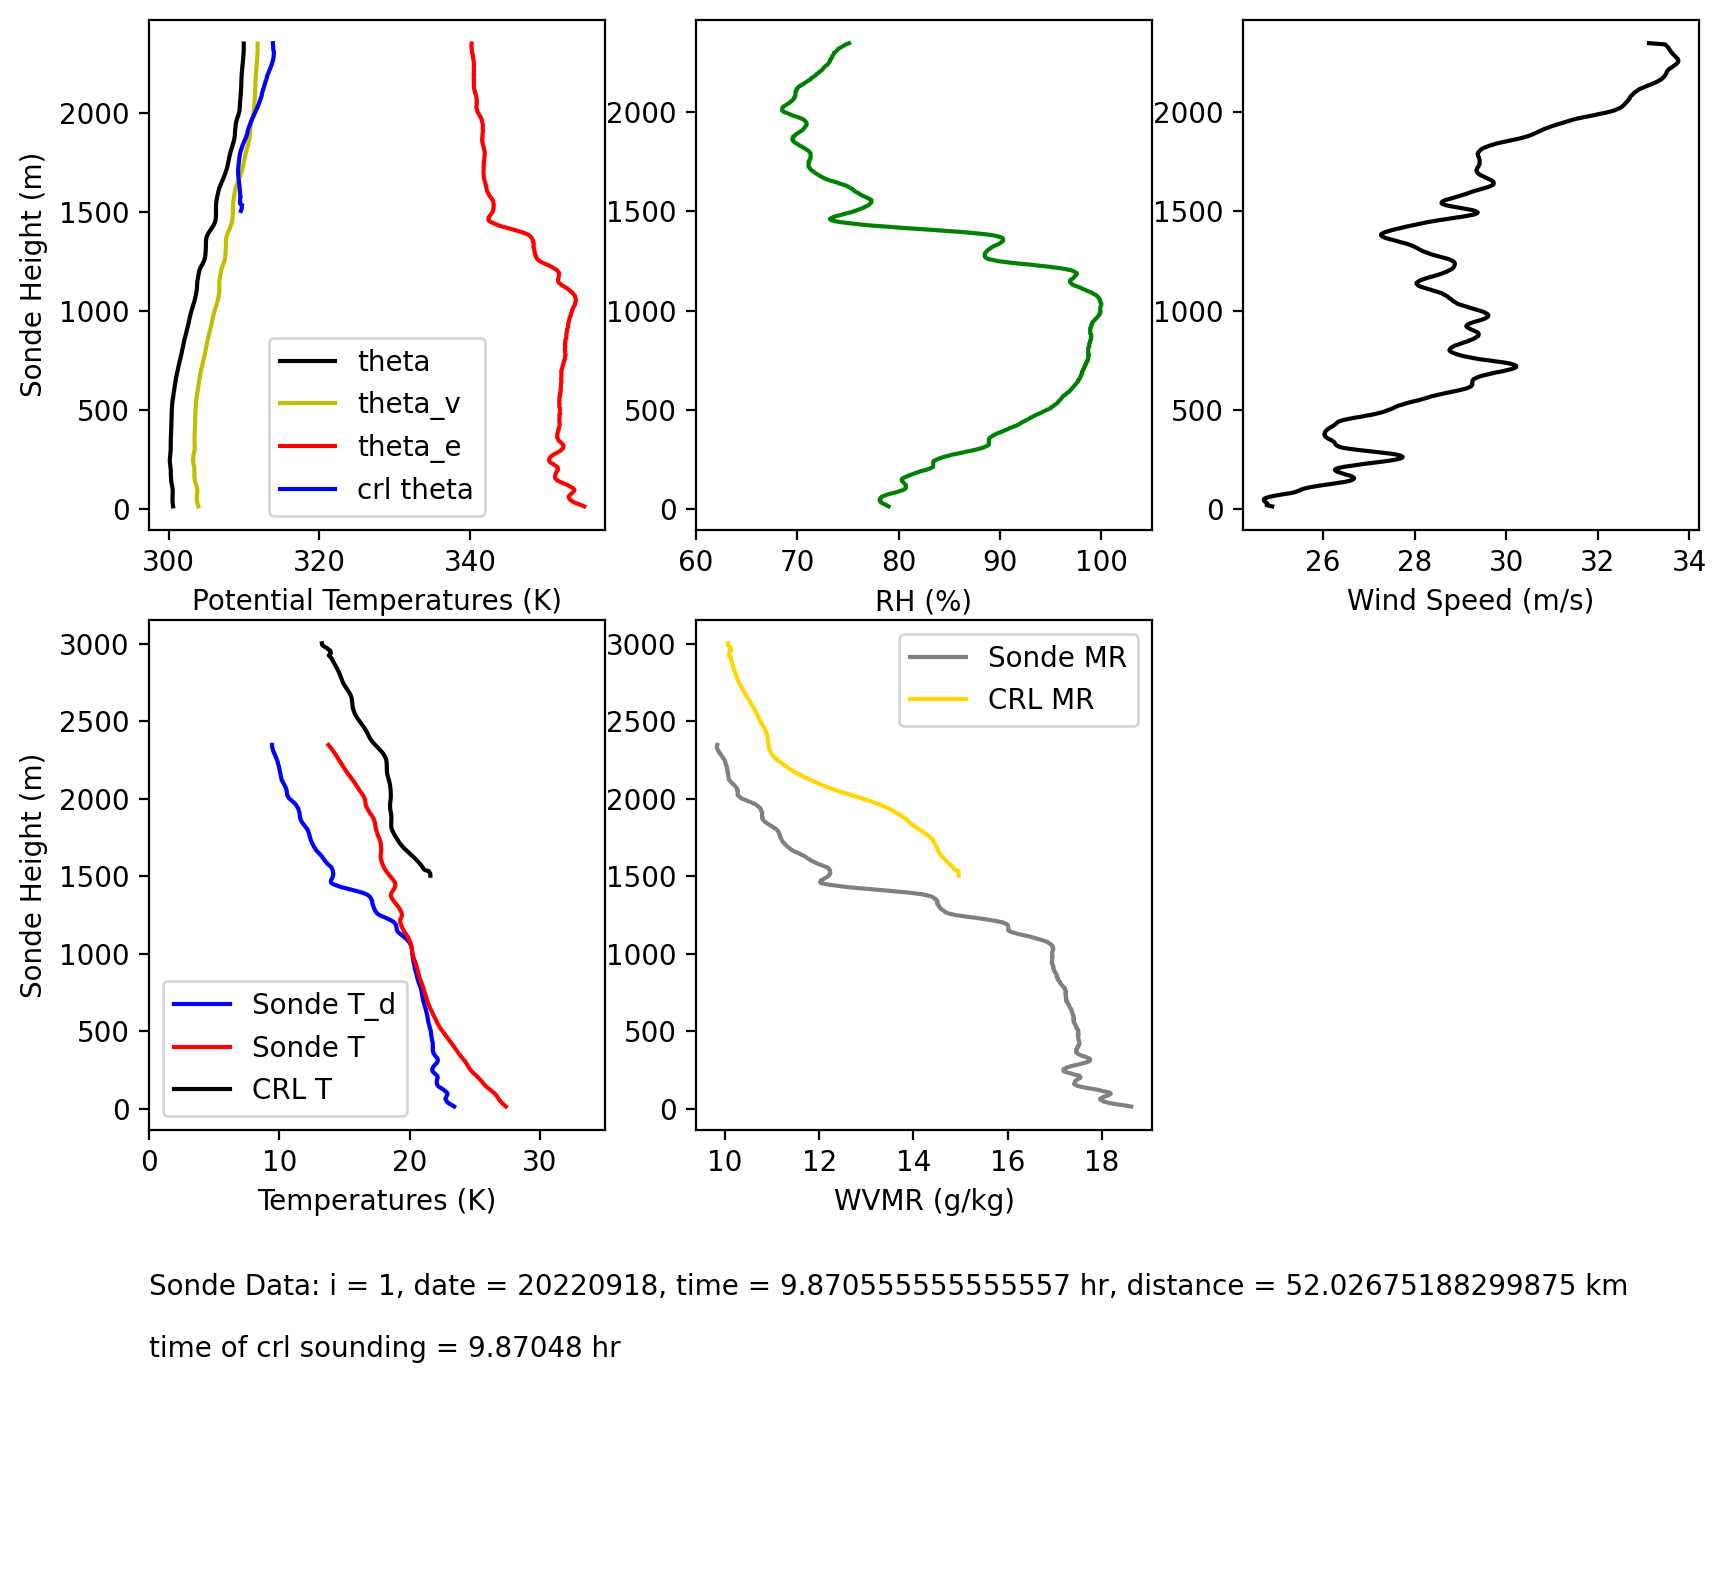 Sonde Height (m)
2000
1500
1000
500
0
theta
theta_v
theta_e
crl theta
300 320 340
Potential Temperatures (K)
2000
1500
1000
500
0
60 70 80 90 100
RH (%)
2000
1500
1000
500
0
26 28 30 32 34
Wind Speed (m/s)
Sonde Height (m)
3000
2500
2000
1500
1000
500
0
Sonde T_d
Sonde T
CRL T
0 10 20 30
Temperatures (K)
3000
2500
2000
1500
1000
500
0
Sonde MR
CRL MR
10 12 14 16 18
WVMR (g/kg)
Sonde Data: i = 1, date = 20220918, time = 9.870555555555557 hr, distance = 52.02675188299875 km
time of crl sounding = 9.87048 hr